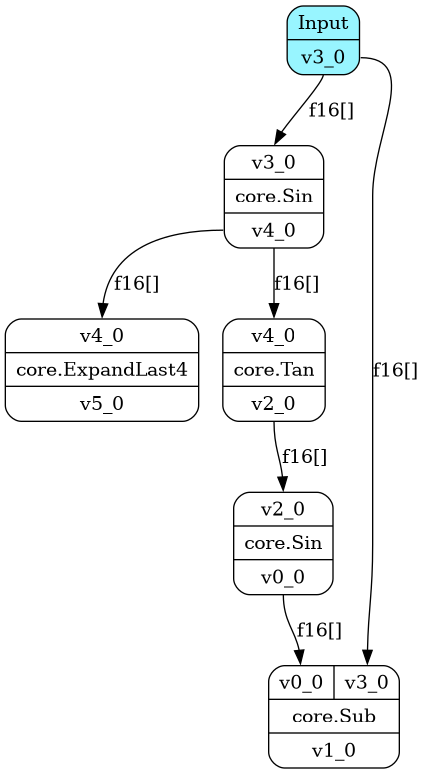 Input
v3_0
f16[]
v3_0
core.Sin
v4_0
f16[]
f16[]
v4_0
core.ExpandLast4
v5_0
v4_0
core.Tan
v2_0
f16[]
f16[]
v2_0
core.Sin
v0_0
f16[]
v0_0 v3_0
core.Sub
v1_0